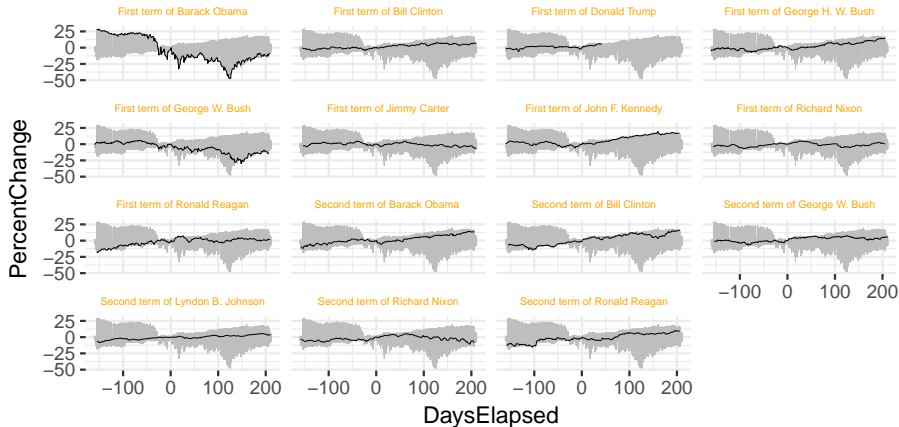 First term of Barack Obama First term of Bill Clinton First term of Donald Trump First term of George H. W. Bush
25
0
−25
−50
First term of George W. Bush First term of Jimmy Carter First term of John F. Kennedy First term of Richard Nixon
25
0
−25
−50
PercentChange
First term of Ronald Reagan Second term of Barack Obama Second term of Bill Clinton Second term of George W. Bush
25
0
−25
−50
−100 0 100 200
Second term of Lyndon B. Johnson Second term of Richard Nixon Second term of Ronald Reagan
25
0
−25
−50
−100 0 100 200 −100 0 100 200 −100 0 100 200
DaysElapsed